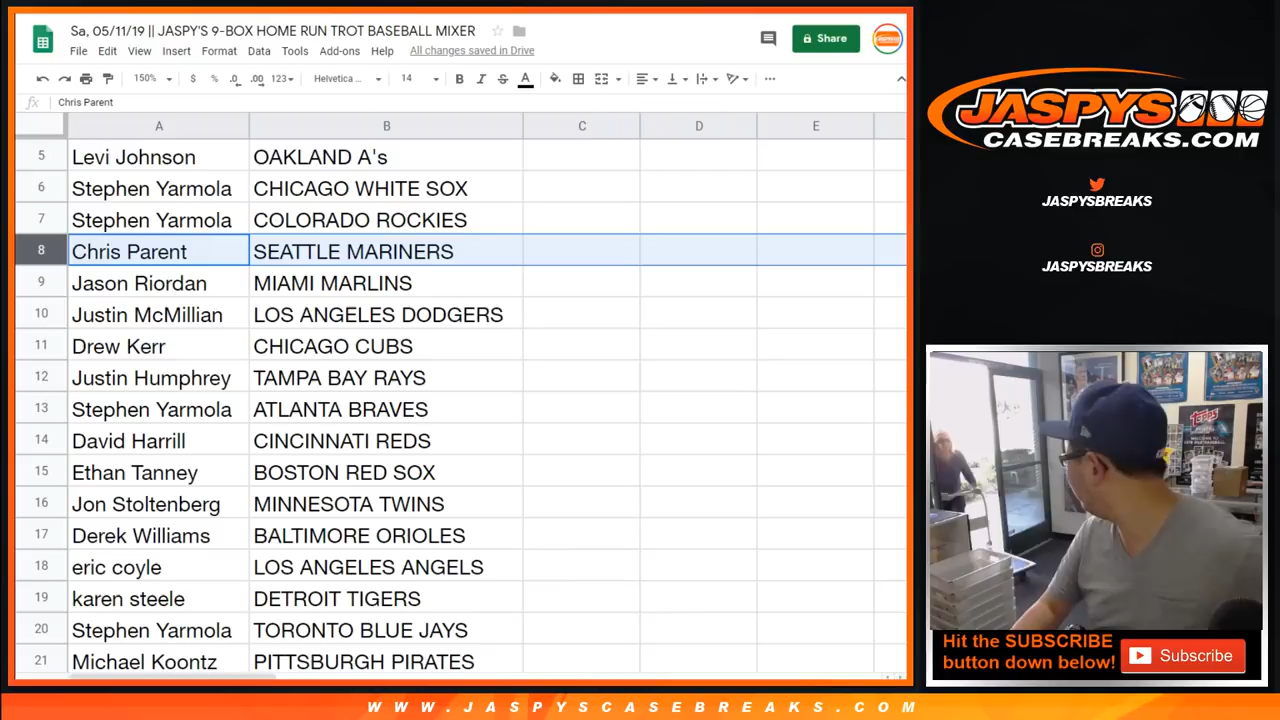 Sa, 05/11/19 || JASPY'S 9-BOX HOME RUN TROT BASEBALL MIXER
File Edit View Insert Format Data Tools Add-ons Help All changes saved in Drive
Share
150% $ % .0 .00 123 Helvetica ... 14 B I S A
fx Chris Parent
A B C D E
5 Levi Johnson OAKLAND A's
6 Stephen Yarmola CHICAGO WHITE SOX
7 Stephen Yarmola COLORADO ROCKIES
8 Chris Parent SEATTLE MARINERS
9 Jason Riordan MIAMI MARLINS
10 Justin McMillian LOS ANGELES DODGERS
11 Drew Kerr CHICAGO CUBS
12 Justin Humphrey TAMPA BAY RAYS
13 Stephen Yarmola ATLANTA BRAVES
14 David Harrill CINCINNATI REDS
15 Ethan Tanney BOSTON RED SOX
16 Jon Stoltenberg MINNESOTA TWINS
17 Derek Williams BALTIMORE ORIOLES
18 eric coyle LOS ANGELES ANGELS
19 karen steele DETROIT TIGERS
20 Stephen Yarmola TORONTO BLUE JAYS
21 Michael Koontz PITTSBURGH PIRATES
JASPYS
CASEBREAKS.COM
JASPYSBREAKS
JASPYSBREAKS
TOPPS
Hit the SUBSCRIBE
button down below!
Subscribe
WWW.JASPYSCASEBREAKS.COM